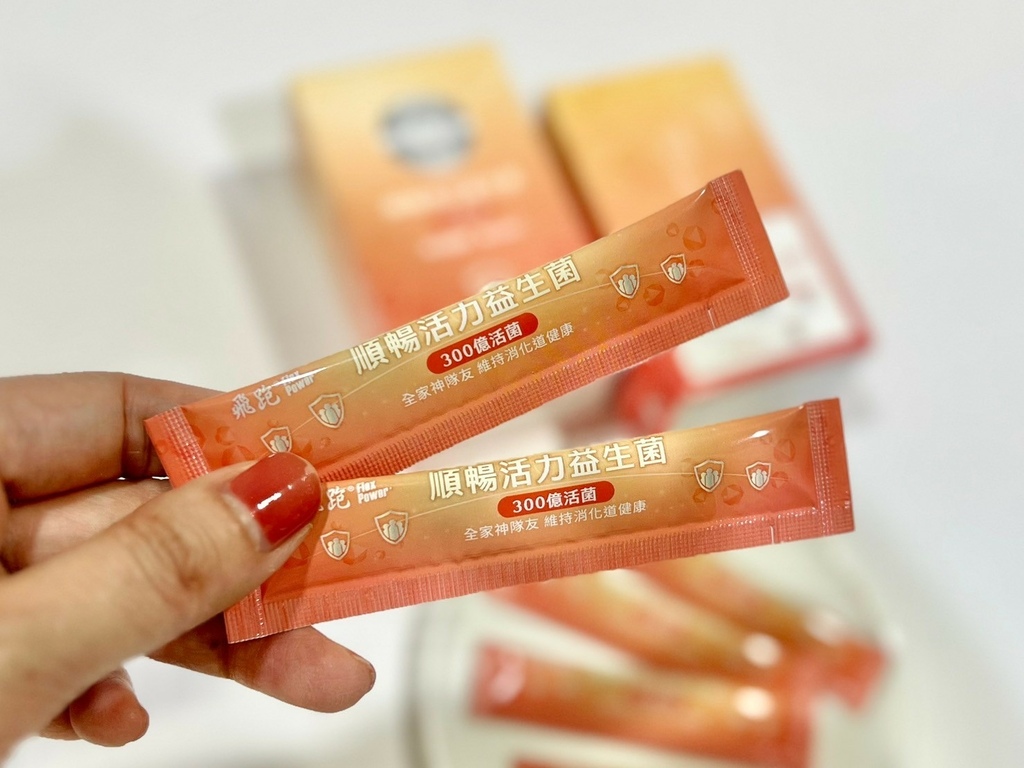 飛跑® Flex Power®
順暢活力益生菌
300億活菌
全家神隊友 維持消化道健康
跑® Flex Power®
順暢活力益生菌
300億活菌
全家神隊友 維持消化道健康